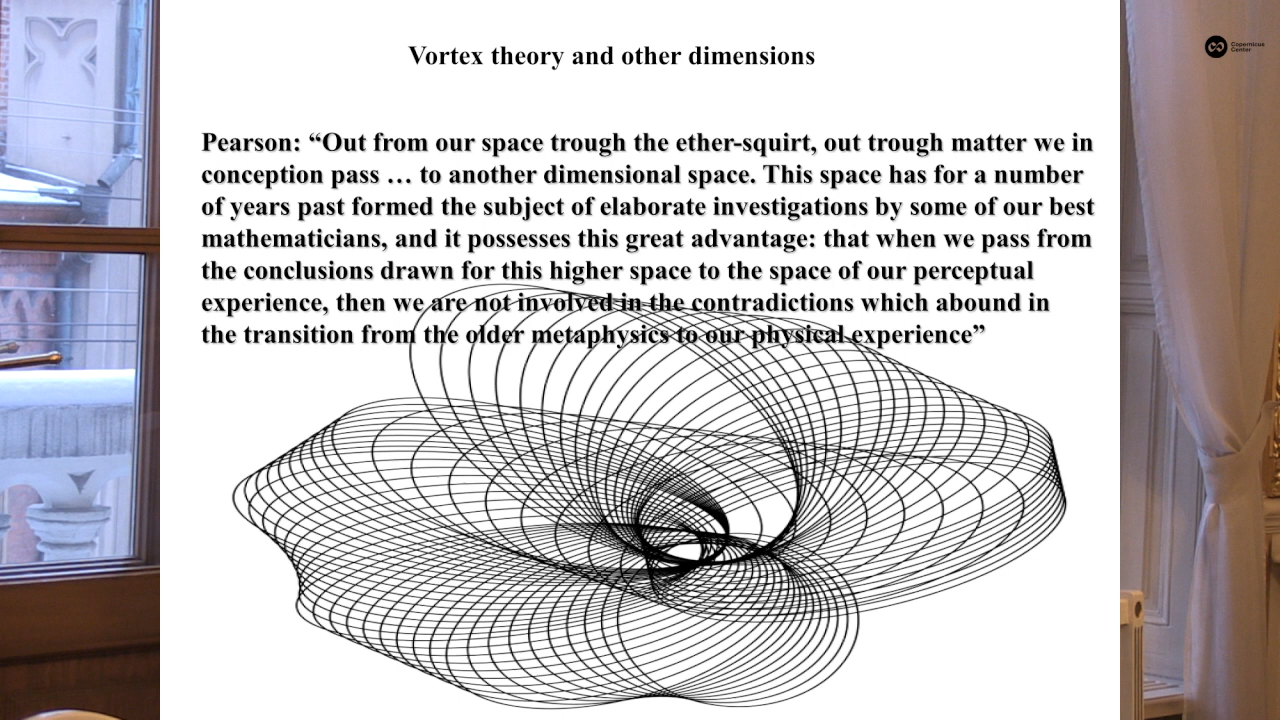 Vortex theory and other dimensions
Copernicus
Center
Pearson: “Out from our space trough the ether-squirt, out trough matter we in
conception pass … to another dimensional space. This space has for a number
of years past formed the subject of elaborate investigations by some of our best
mathematicians, and it possesses this great advantage: that when we pass from
the conclusions drawn for this higher space to the space of our perceptual
experience, then we are not involved in the contradictions which abound in
the transition from the older metaphysics to our physical experience”